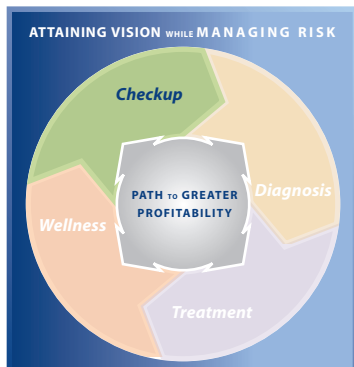 ATTAINING VISION WHILE MANAGING RISK
Checkup
Diagnosis
PATH TO GREATER
PROFITABILITY
Wellness
Treatment